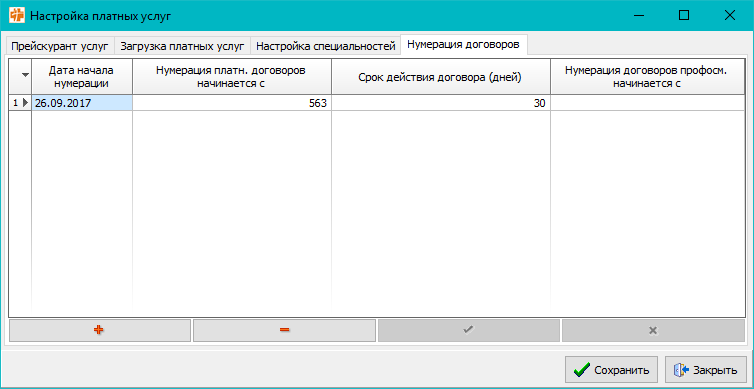 Настройка платных услуг
Прейскурант услуг Загрузка платных услуг Настройка специальностей Нумерация договоров
Дата начала нумерации
Нумерация платн. договоров начинается с
Срок действия договора (дней)
Нумерация договоров профосм. начинается с
1 26.09.2017 563 30
Сохранить Закрыть